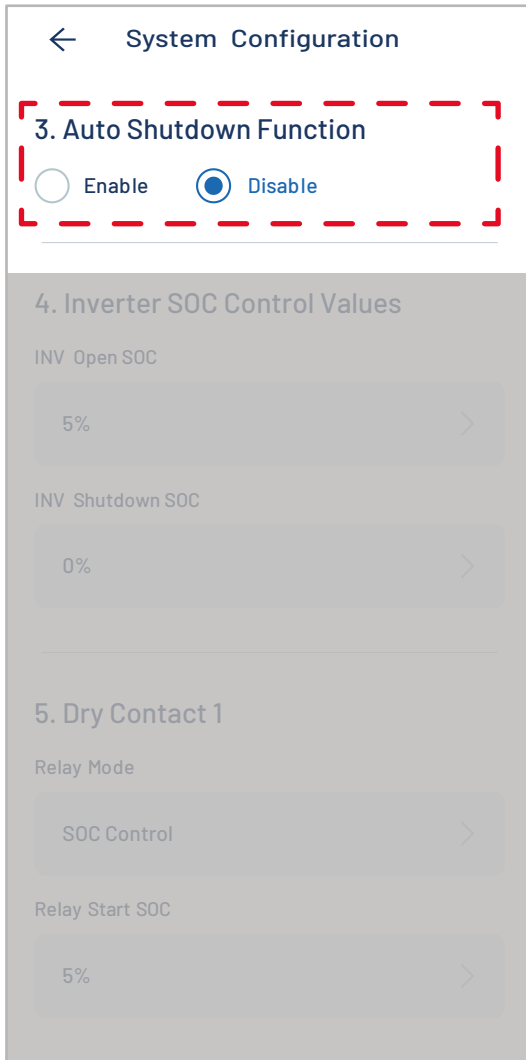 System Configuration
3. Auto Shutdown Function
Enable Disable
4. Inverter SOC Control Values
INV Open SOC
5%
INV Shutdown SOC
0%
5. Dry Contact 1
Relay Mode
SOC Control
Relay Start SOC
5%